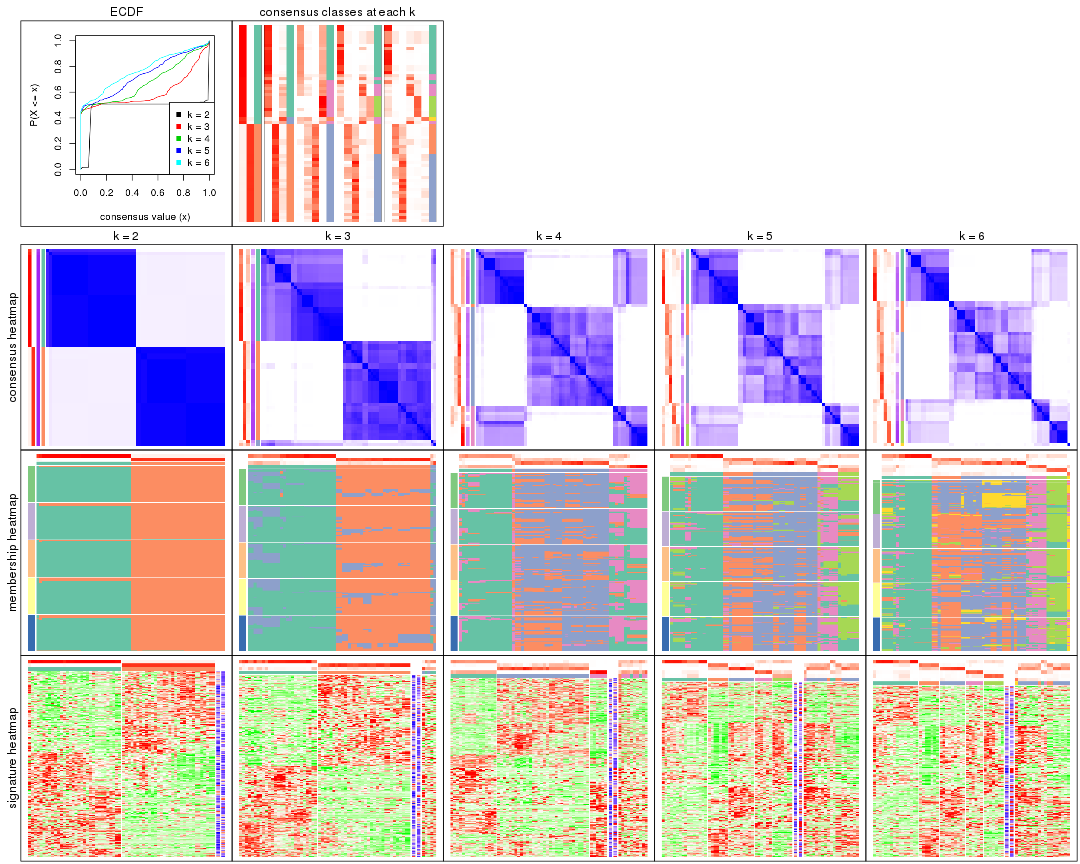 ECDF
consensus classes at each k
P(X <= x)
0.0 0.2 0.4 0.6 0.8 1.0
k = 2
k = 3
k = 4
k = 5
k = 6
0.0 0.2 0.4 0.6 0.8 1.0
consensus value (x)
k = 2
k = 3
k = 4
k = 5
k = 6
consensus heatmap
membership heatmap
signature heatmap